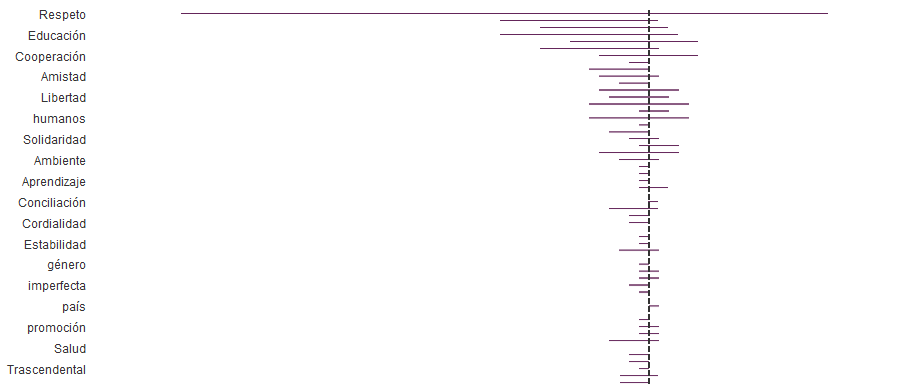 Respeto
Educación
Cooperación
Amistad
Libertad
humanos
Solidaridad
Ambiente
Aprendizaje
Conciliación
Cordialidad
Estabilidad
género
imperfecta
país
promoción
Salud
Trascendental